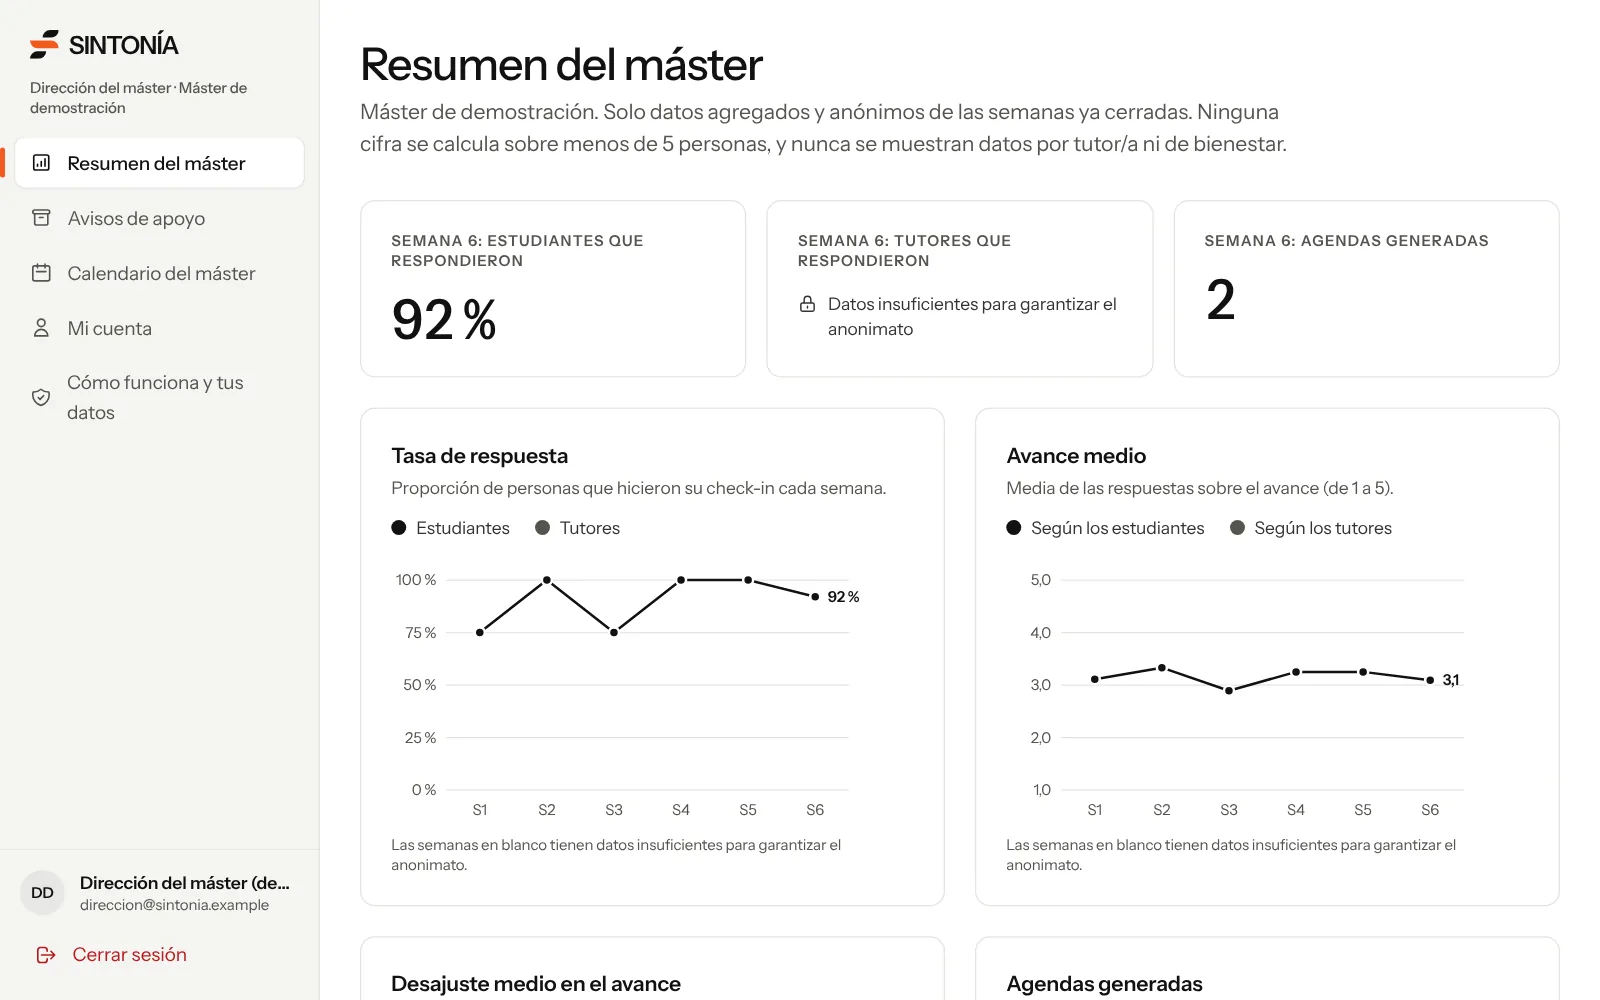 SINTONÍA
Dirección del máster · Máster de
demostración
Resumen del máster
Avisos de apoyo
Calendario del máster
Mi cuenta
Cómo funciona y tus
datos
DD
Dirección del máster (de...
direccion@sintonia.example
Cerrar sesión
Resumen del máster
Máster de demostración. Solo datos agregados y anónimos de las semanas ya cerradas. Ninguna
cifra se calcula sobre menos de 5 personas, y nunca se muestran datos por tutor/a ni de bienestar.
SEMANA 6: ESTUDIANTES QUE
RESPONDIERON
92 %
SEMANA 6: TUTORES QUE
RESPONDIERON
Datos insuficientes para garantizar el
anonimato
SEMANA 6: AGENDAS GENERADAS
2
Tasa de respuesta
Proporción de personas que hicieron su check-in cada semana.
Estudiantes Tutores
100 %
75 %
50 %
25 %
0 %
92 %
S1 S2 S3 S4 S5 S6
Las semanas en blanco tienen datos insuficientes para garantizar el
anonimato.
Avance medio
Media de las respuestas sobre el avance (de 1 a 5).
Según los estudiantes Según los tutores
5,0
4,0
3,0
2,0
1,0
3,1
S1 S2 S3 S4 S5 S6
Las semanas en blanco tienen datos insuficientes para garantizar el
anonimato.
Desajuste medio en el avance
Agendas generadas